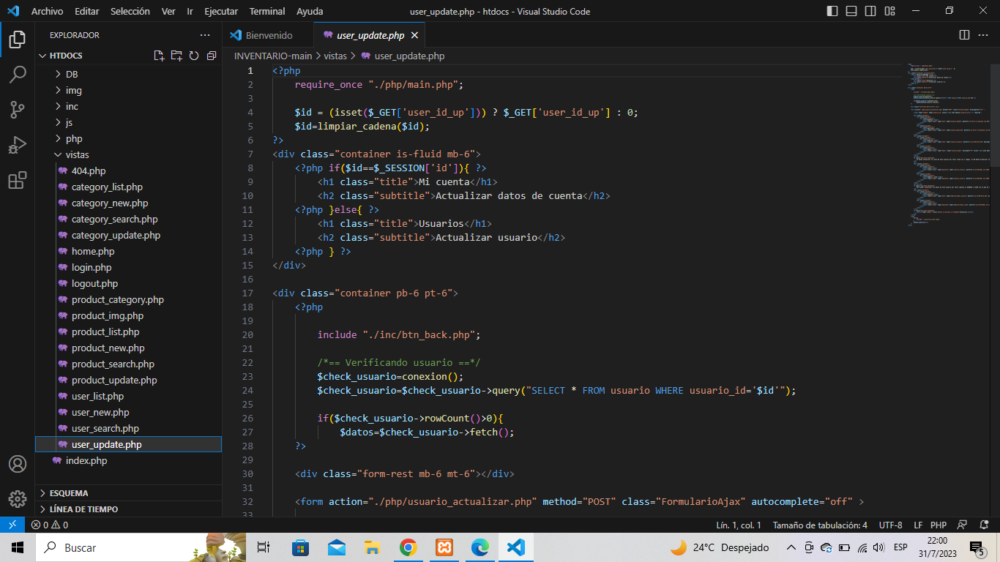 Archivo Editar Selección Ver Ir Ejecutar Terminal Ayuda
user_update.php - htdocs - Visual Studio Code
EXPLORADOR
HTDOCS
DB
img
inc
js
php
vistas
404.php
category_list.php
category_new.php
category_search.php
category_update.php
home.php
login.php
logout.php
product_category.php
product_img.php
product_list.php
product_new.php
product_search.php
product_update.php
user_list.php
user_new.php
user_search.php
user_update.php
index.php
ESQUEMA
LÍNEA DE TIEMPO
Bienvenido
user_update.php
INVENTARIO-main > vistas > user_update.php
1 <?php
2 require_once "./php/main.php";
3
4 $id = (isset($_GET['user_id_up'])) ? $_GET['user_id_up'] : 0;
5 $id=limpiar_cadena($id);
6 ?>
7 <div class="container is-fluid mb-6">
8 <?php if($id==$_SESSION['id']){ ?>
9 <h1 class="title">Mi cuenta</h1>
10 <h2 class="subtitle">Actualizar datos de cuenta</h2>
11 <?php }else{ ?>
12 <h1 class="title">Usuarios</h1>
13 <h2 class="subtitle">Actualizar usuario</h2>
14 <?php } ?>
15 </div>
16
17 <div class="container pb-6 pt-6">
18 <?php
19
20 include "./inc/btn_back.php";
21
22 /*== Verificando usuario ==*/
23 $check_usuario=conexion();
24 $check_usuario=$check_usuario->query("SELECT * FROM usuario WHERE usuario_id='$id'");
25
26 if($check_usuario->rowCount()>0){
27 $datos=$check_usuario->fetch();
28 ?>
29
30 <div class="form-rest mb-6 mt-6"></div>
31
32 <form action="./php/usuario_actualizar.php" method="POST" class="FormularioAjax" autocomplete="off" >
33
0 0
Lín. 1, col. 1 Tamaño de tabulación: 4 UTF-8 LF PHP
Buscar
24°C Despejado
ESP
22:00
31/7/2023
5